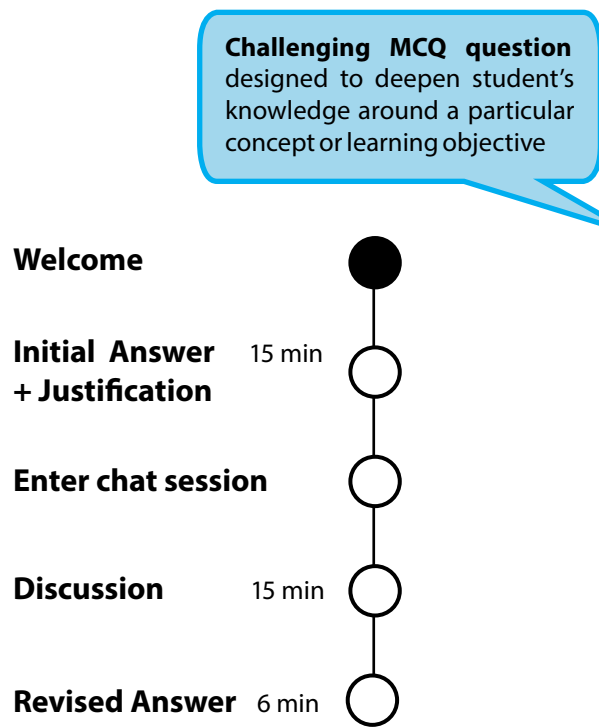 Challenging MCQ question
designed to deepen student's
knowledge around a particular
concept or learning objective
Welcome
Initial Answer 15 min
+ Justification
Enter chat session
Discussion 15 min
Revised Answer 6 min